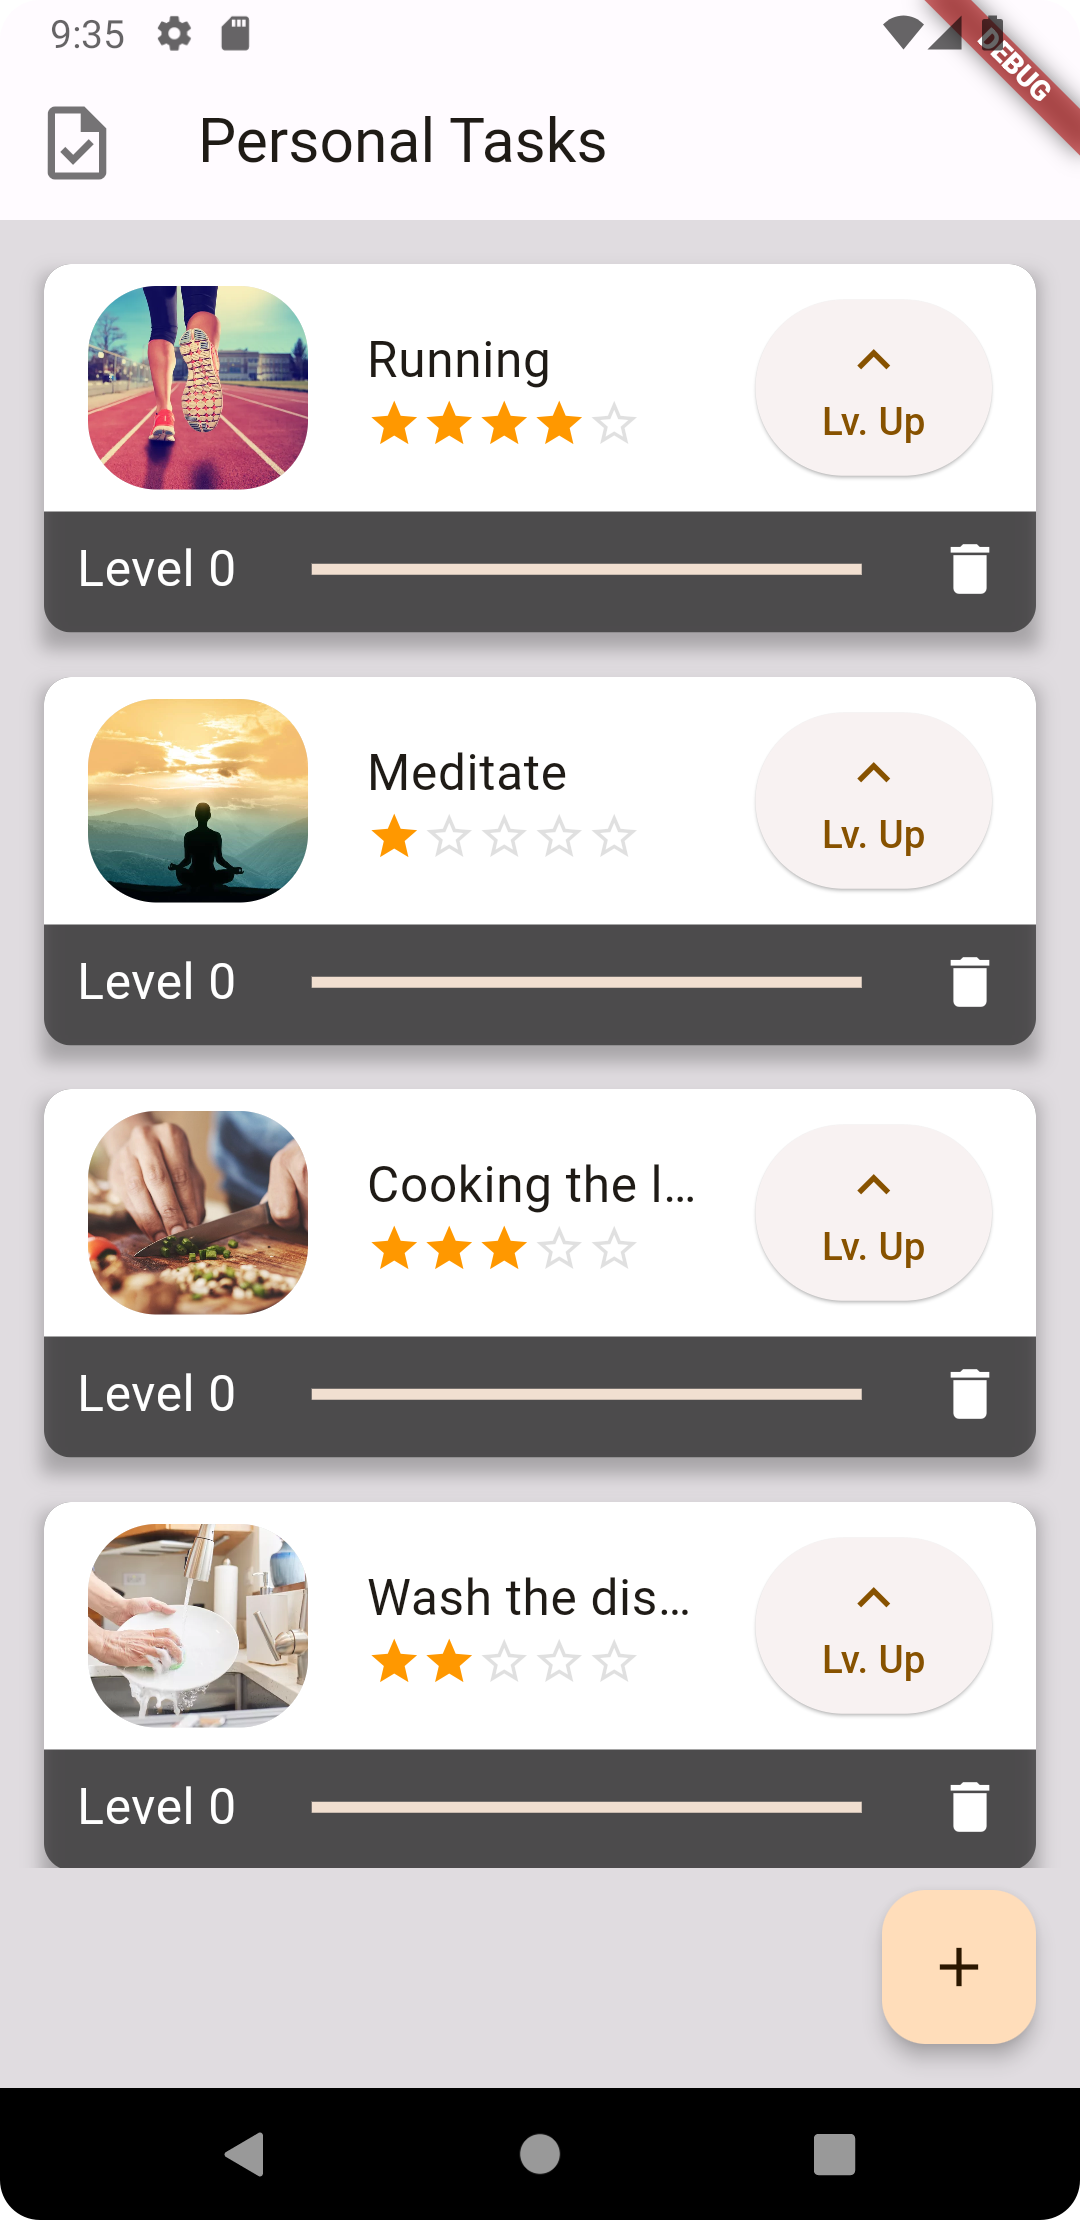 9:35
DEBUG
Personal Tasks
Running
Lv. Up
Level 0
Meditate
Lv. Up
Level 0
Cooking the l...
Lv. Up
Level 0
Wash the dis...
Lv. Up
Level 0